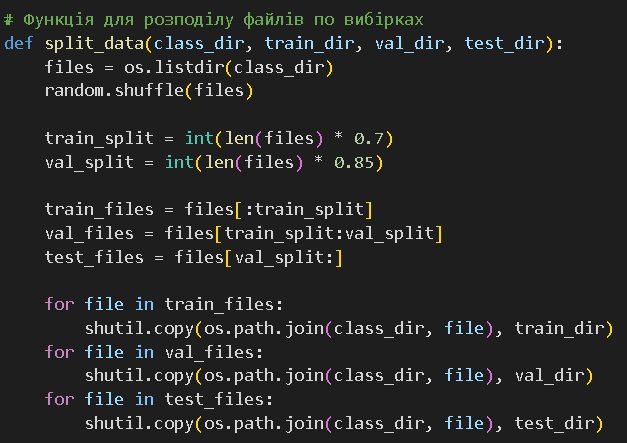 # Функція для розподілу файлів по вибірках
def split_data(class_dir, train_dir, val_dir, test_dir):
    files = os.listdir(class_dir)
    random.shuffle(files)

    train_split = int(len(files) * 0.7)
    val_split = int(len(files) * 0.85)

    train_files = files[:train_split]
    val_files = files[train_split:val_split]
    test_files = files[val_split:]

    for file in train_files:
        shutil.copy(os.path.join(class_dir, file), train_dir)
    for file in val_files:
        shutil.copy(os.path.join(class_dir, file), val_dir)
    for file in test_files:
        shutil.copy(os.path.join(class_dir, file), test_dir)